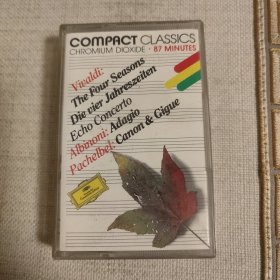 COMPACT CLASSICS
CHROMIUM DIOXIDE · 87 MINUTES
Vivaldi:
The Four Seasons
Die vier Jahreszeiten
Echo Concerto
Albinoni: Adagio
Pachelbel: Canon & Gigue